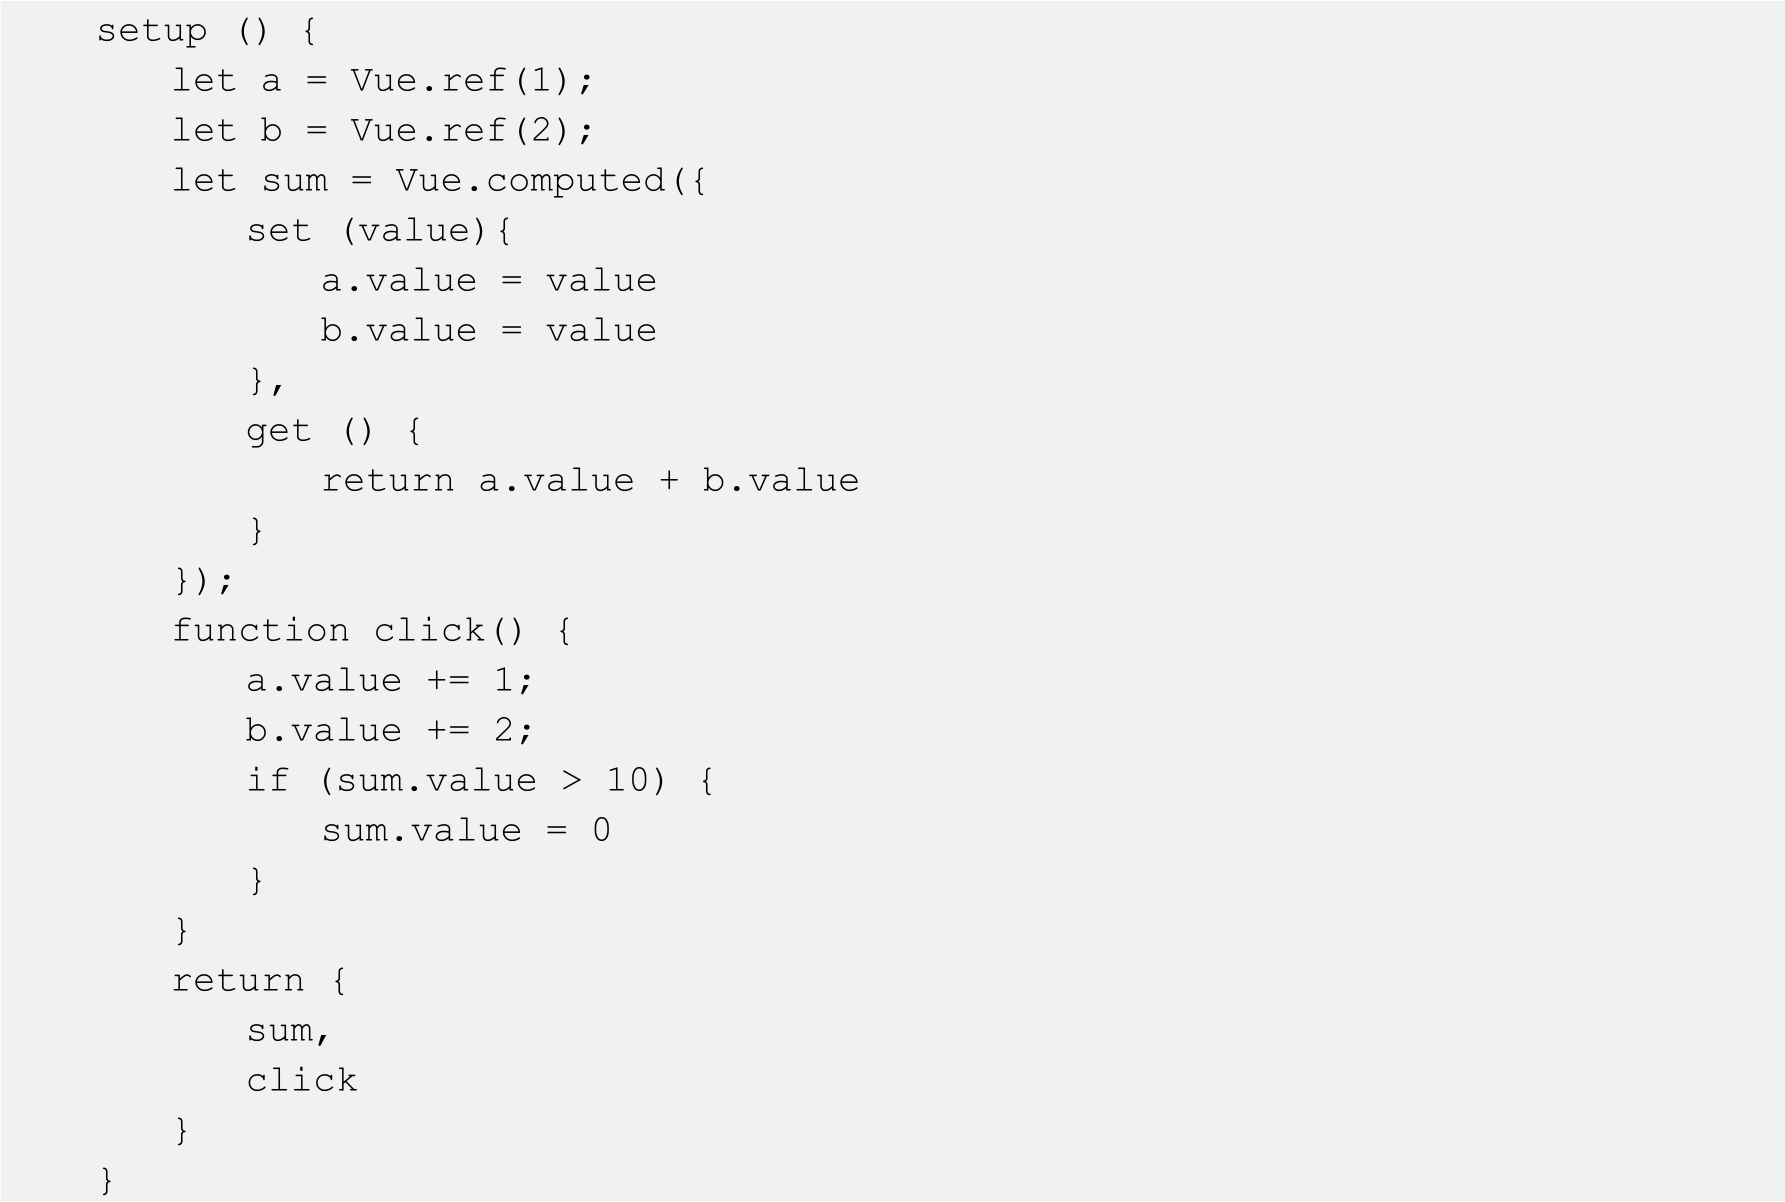 setup () {
    let a = Vue.ref(1);
    let b = Vue.ref(2);
    let sum = Vue.computed({
        set (value){
            a.value = value
            b.value = value
        },
        get () {
            return a.value + b.value
        }
    });
    function click() {
        a.value += 1;
        b.value += 2;
        if (sum.value > 10) {
            sum.value = 0
        }
    }
    return {
        sum,
        click
    }
}